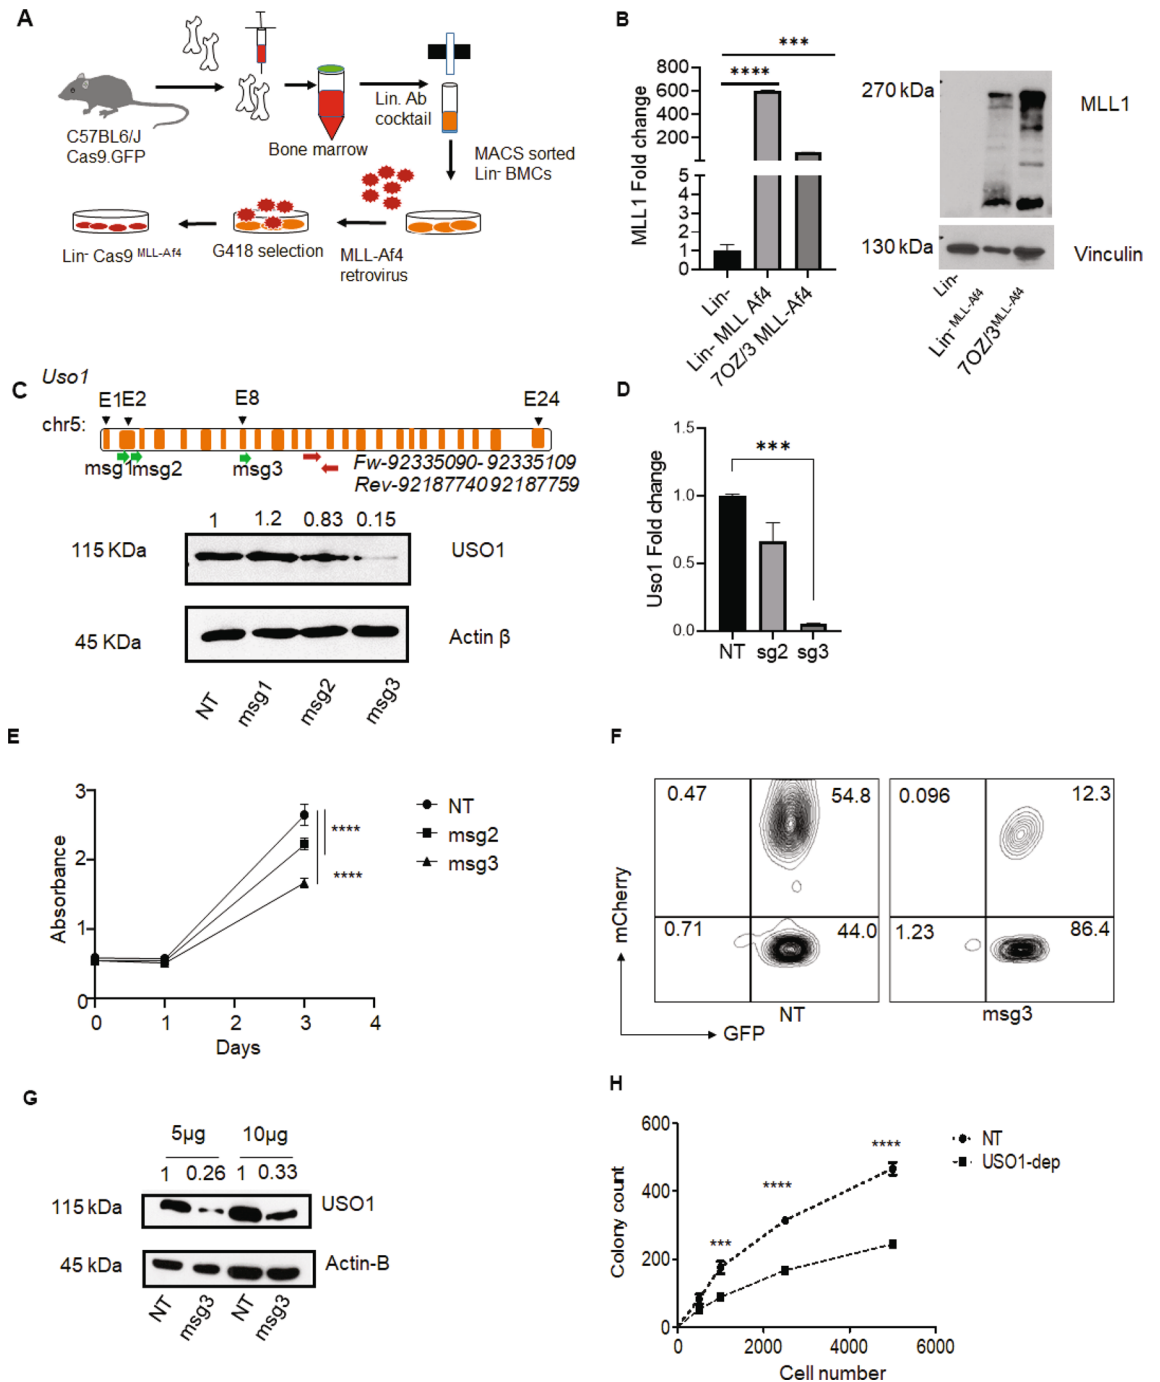 A
C57BL6/J
Cas9.GFP
Bone marrow
Lin. Ab
cocktail
MACS sorted
Lin- BMCs
MLL-Af4
retrovirus
G418 selection
Lin- Cas9 MLL-Af4
B
MLL1 Fold change
800
600
400
200
5
4
3
2
1
0
****
***
Lin-
Lin- MLL Af4
7OZ/3 MLL-Af4
270 kDa
MLL1
130 kDa
Vinculin
Lin-
Lin- MLL-Af4
7OZ/3MLL-Af4
C
Uso1
E1E2
E8
E24
chr5:
msg1
msg2
msg3
Fw-92335090-92335109
Rev-92187740 92187759
1 1.2 0.83 0.15
115 KDa
USO1
45 KDa
Actin β
NT
msg1
msg2
msg3
D
Uso1 Fold change
1.5
1.0
0.5
0.0
***
NT sg2 sg3
E
Absorbance
3
2
1
0
0 1 2 3 4
Days
****
****
NT
msg2
msg3
F
mCherry
0.47 54.8
0.71 44.0
NT
0.096 12.3
1.23 86.4
msg3
GFP
G
5µg 10µg
1 0.26 1 0.33
115 kDa
USO1
45 kDa
Actin-B
NT
msg3
NT
msg3
H
Colony count
600
400
200
0
0 2000 4000 6000
Cell number
***
****
****
NT
USO1-dep